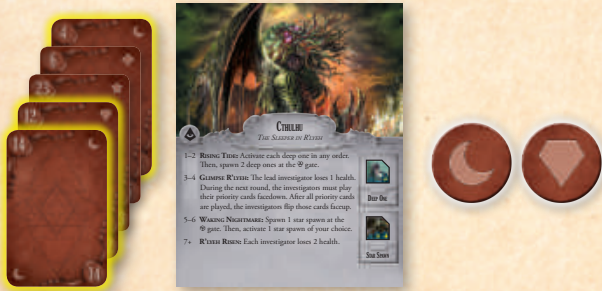 4
23
12
14
14
CTHULHU
THE SLEEPER IN R'LYEH
1–2 RISING TIDE: Activate each deep one in any order.
Then, spawn 2 deep ones at the gate.
3–4 GLIMPSE R'LYEH: The lead investigator loses 1 health.
During the next round, the investigators must play
their priority cards facedown. After all priority cards
are played, the investigators flip those cards faceup.
5–6 WAKING NIGHTMARE: Spawn 1 star spawn at the
gate. Then, activate 1 star spawn of your choice.
7+ R'LYEH RISEN: Each investigator loses 2 health.
DEEP ONE
STAR SPAWN